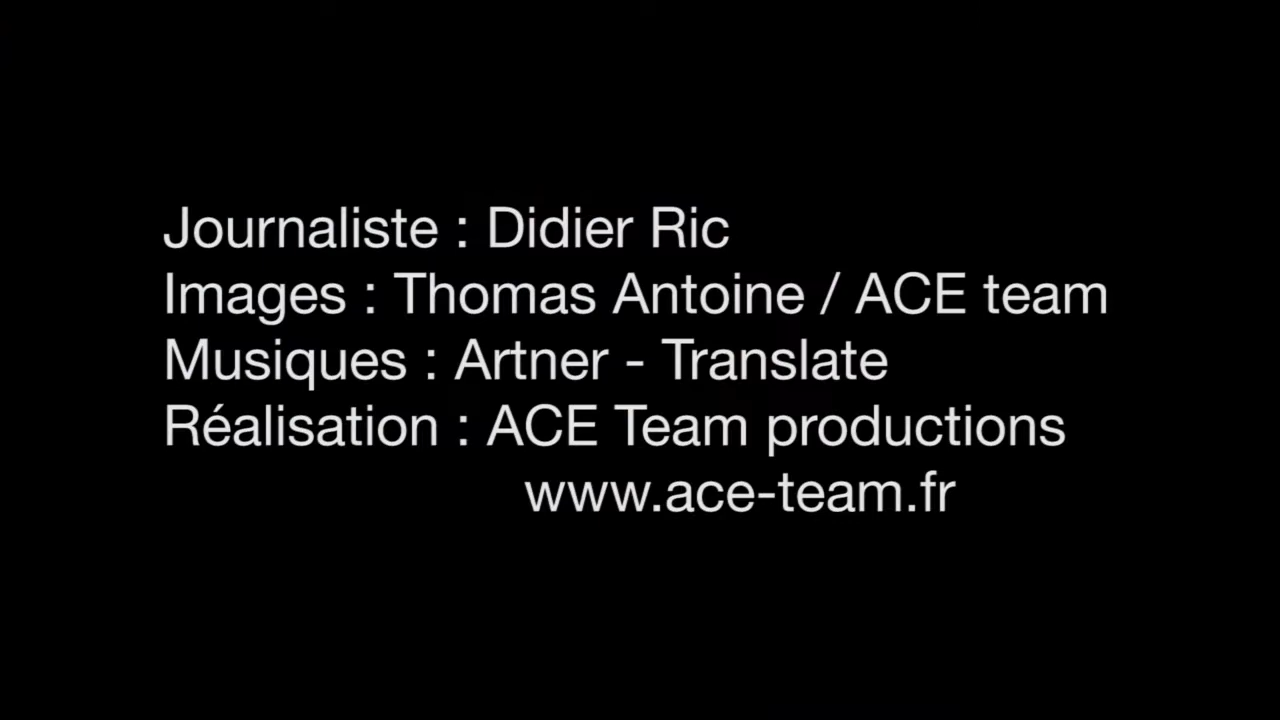 Journaliste : Didier Ric
Images : Thomas Antoine / ACE team
Musiques : Artner - Translate
Réalisation : ACE Team productions
www.ace-team.fr